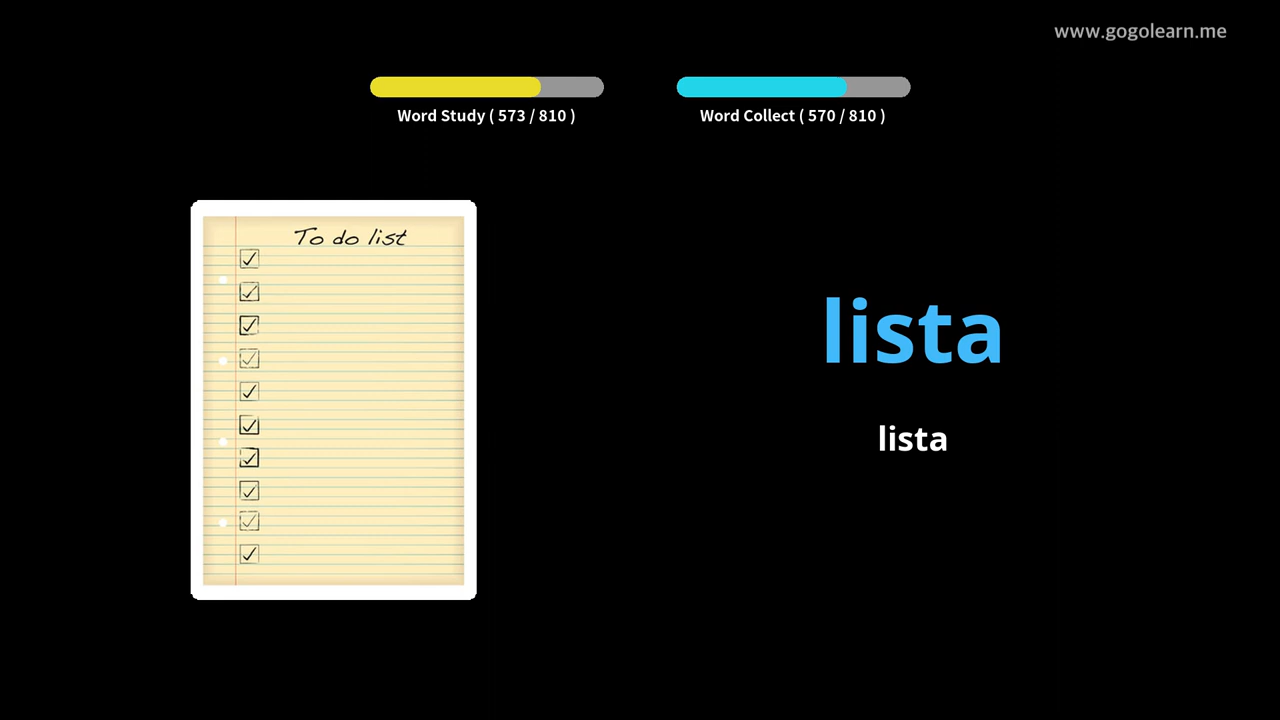 www.gogolearn.me
Word Study ( 573 / 810 )
Word Collect ( 570 / 810 )
To do list
lista
lista